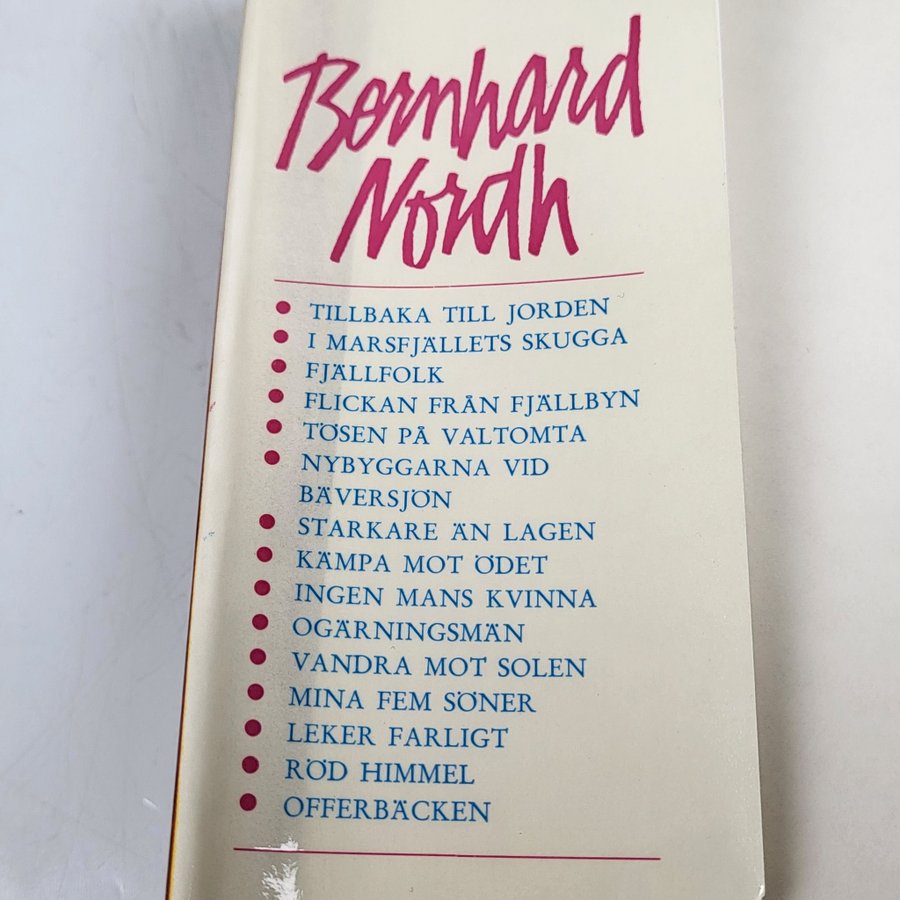 Bernhard
Nordh
• TILLBAKA TILL JORDEN
• I MARSFJÄLLETS SKUGGA
• FJÄLLFOLK
• FLICKAN FRÅN FJÄLLBYN
• TÖSEN PÅ VALTOMTA
• NYBYGGARNA VID
BÄVERSJÖN
• STARKARE ÄN LAGEN
• KÄMPA MOT ÖDET
• INGEN MANS KVINNA
• OGÄRNINGSMÄN
• VANDRA MOT SOLEN
• MINA FEM SÖNER
• LEKER FARLIGT
• RÖD HIMMEL
• OFFERBÄCKEN